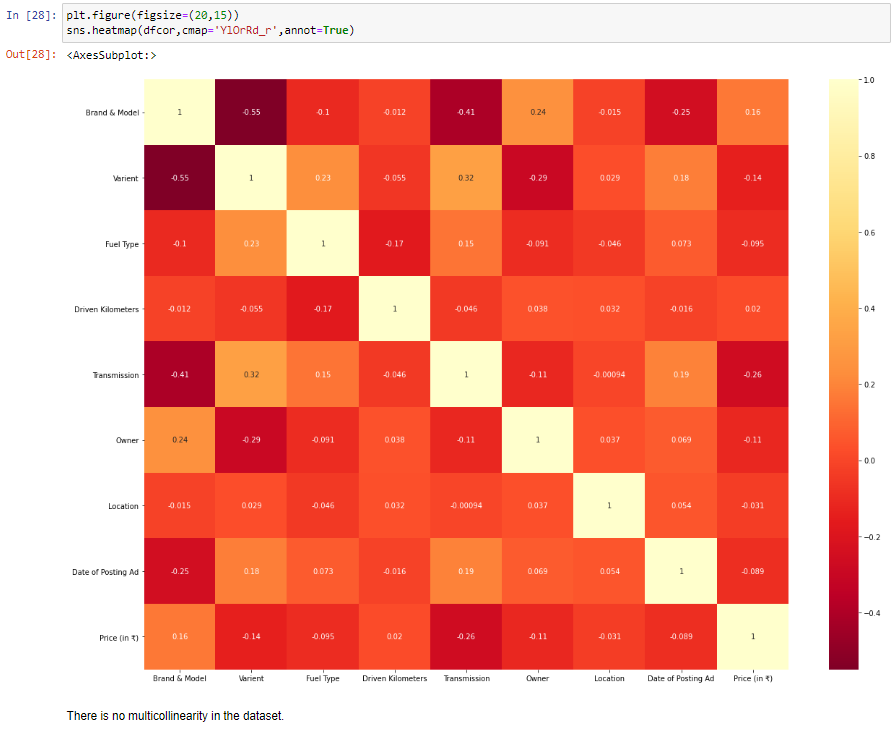 In [28]: plt.figure(figsize=(20,15))
sns.heatmap(dfcor,cmap='YlOrRd_r',annot=True)
Out[28]: <AxesSubplot:>
Brand & Model 1 -0.55 -0.1 -0.012 -0.41 0.24 -0.015 -0.25 0.16
Varient -0.55 1 0.23 -0.055 0.32 -0.29 0.029 0.18 -0.14
Fuel Type -0.1 0.23 1 -0.17 0.15 -0.091 -0.046 0.073 -0.095
Driven Kilometers -0.012 -0.055 -0.17 1 -0.046 0.038 0.032 -0.016 0.02
Transmission -0.41 0.32 0.15 -0.046 1 -0.11 -0.00094 0.19 -0.26
Owner 0.24 -0.29 -0.091 0.038 -0.11 1 0.037 0.069 -0.11
Location -0.015 0.029 -0.046 0.032 -0.00094 0.037 1 0.054 -0.031
Date of Posting Ad -0.25 0.18 0.073 -0.016 0.19 0.069 0.054 1 -0.089
Price (in ₹) 0.16 -0.14 -0.095 0.02 -0.26 -0.11 -0.031 -0.089 1
Brand & Model Varient Fuel Type Driven Kilometers Transmission Owner Location Date of Posting Ad Price (in ₹)
1.0
0.8
0.6
0.4
0.2
0.0
−0.2
−0.4
There is no multicollinearity in the dataset.